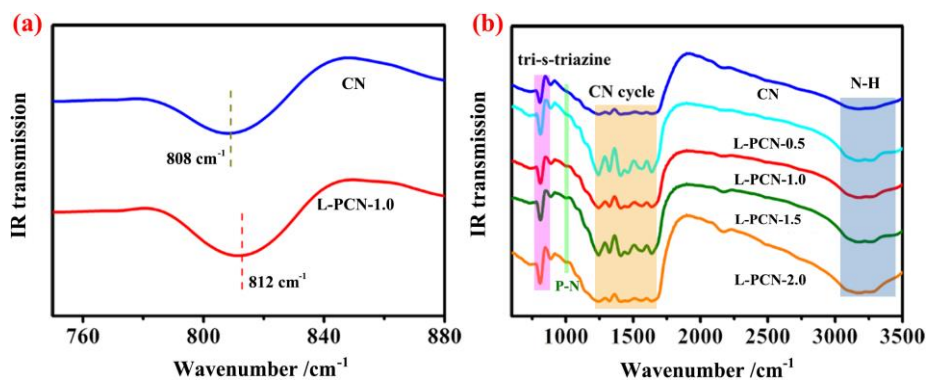 (a)
IR transmission
CN
808 cm⁻¹
L-PCN-1.0
812 cm⁻¹
760 800 840 880
Wavenumber /cm⁻¹
(b)
IR transmission
tri-s-triazine
CN cycle
N-H
CN
L-PCN-0.5
L-PCN-1.0
L-PCN-1.5
L-PCN-2.0
P-N
1000 1500 2000 2500 3000 3500
Wavenumber /cm⁻¹